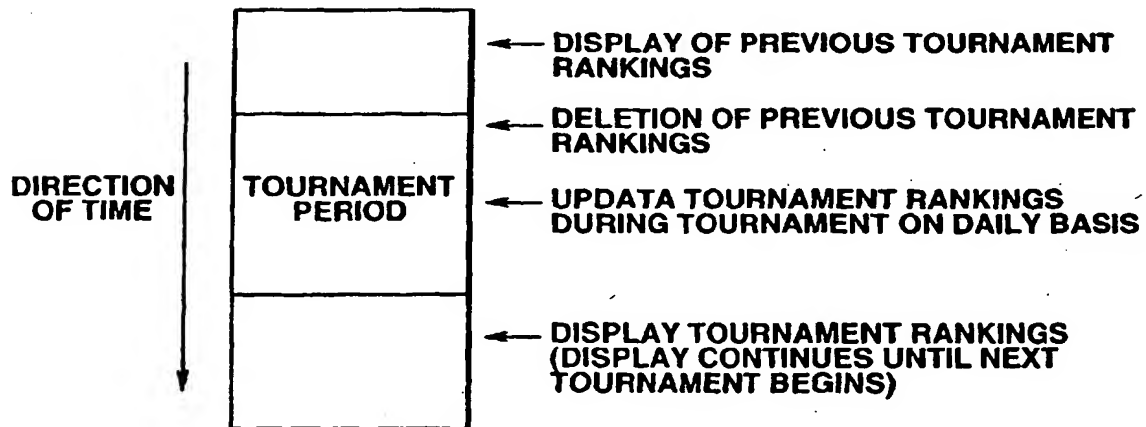 DISPLAY OF PREVIOUS TOURNAMENT
RANKINGS
DELETION OF PREVIOUS TOURNAMENT
RANKINGS
DIRECTION
OF TIME
TOURNAMENT
PERIOD
UPDATA TOURNAMENT RANKINGS
DURING TOURNAMENT ON DAILY BASIS
DISPLAY TOURNAMENT RANKINGS
(DISPLAY CONTINUES UNTIL NEXT
TOURNAMENT BEGINS)